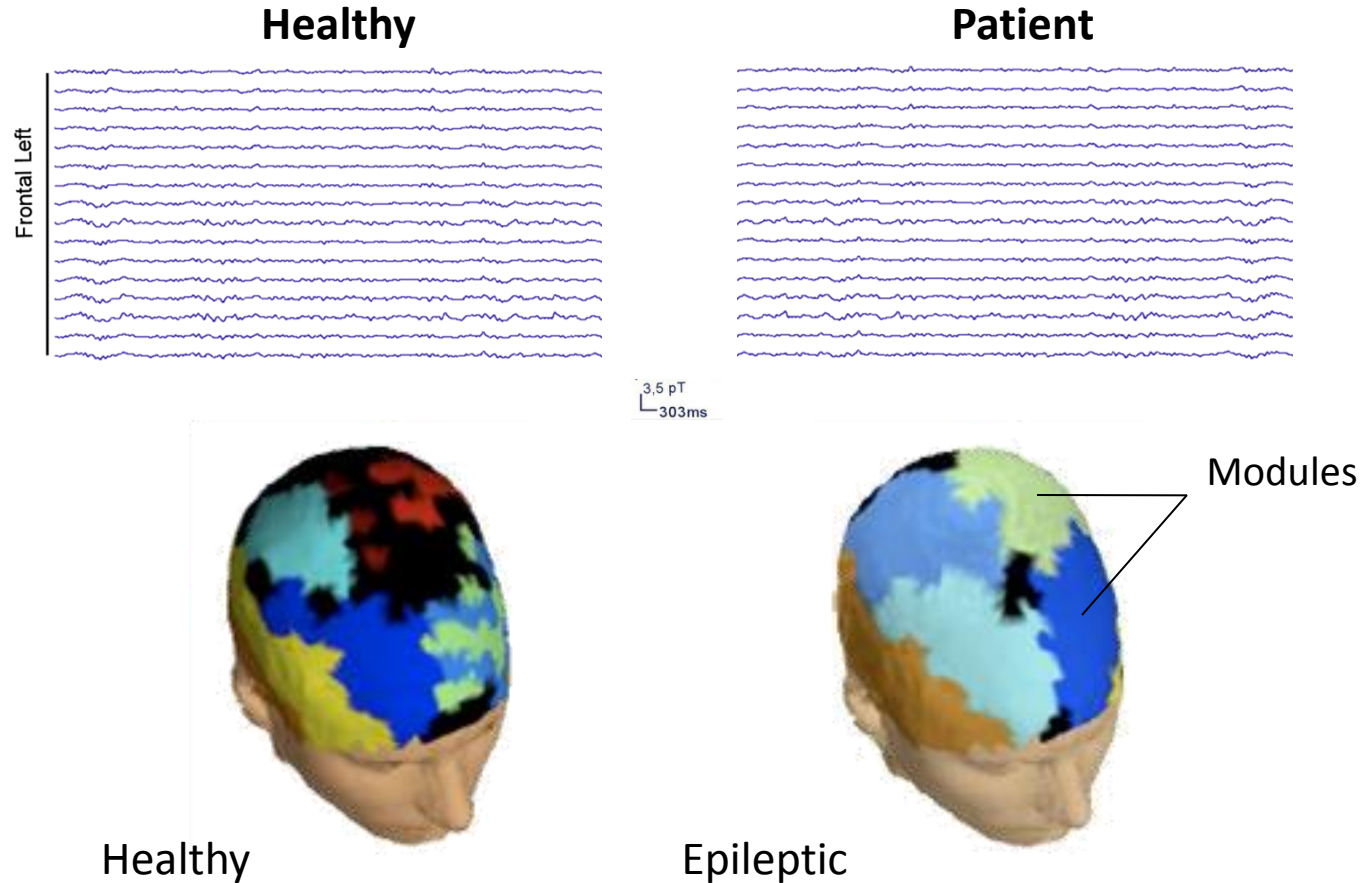 Healthy
Patient
Frontal Left
3,5 pT
303ms
Modules
Healthy
Epileptic